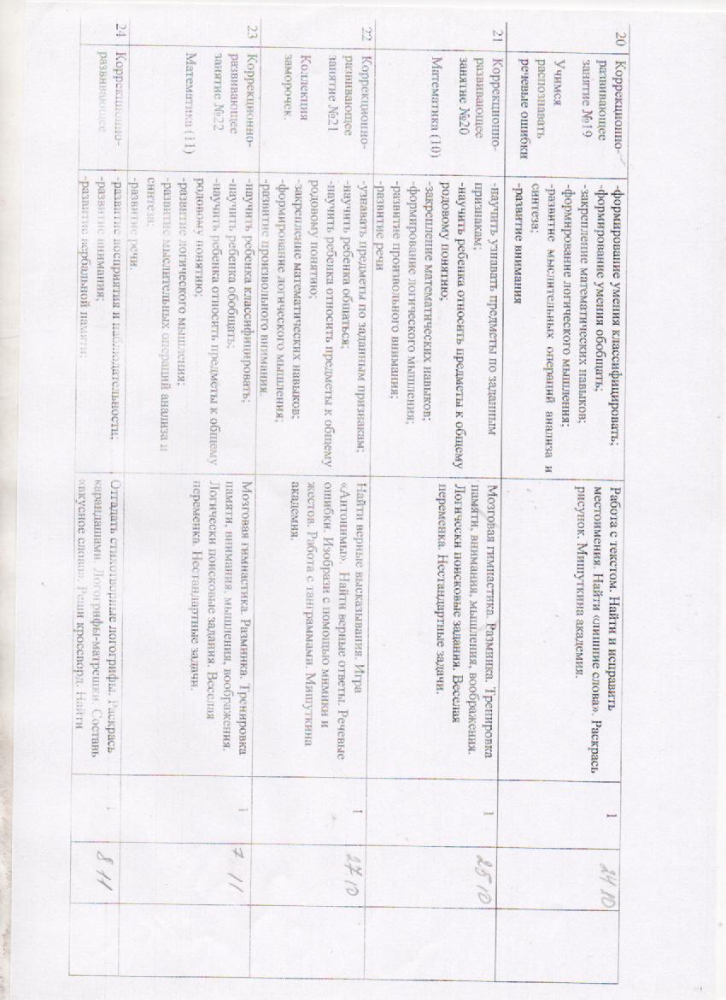 20
Коррекционно-
развивающее
занятие №19
Учимся
распознавать
речевые ошибки
-формирование умения классифицировать;
-формирование умения обобщать;
-закрепление математических навыков;
-формирование логического мышления;
-развитие мыслительных операций анализа и
синтеза;
-развитие внимания
Работа с текстом. Найти и исправить
местоимения. Найти «лишние слова». Раскрась
рисунок. Мишуткина академия.
1
24 10
21
Коррекционно-
развивающее
занятие №20
Математика (10)
-научить узнавать предметы по заданным
признакам;
-научить ребенка относить предметы к общему
родовому понятию;
-закрепление математических навыков;
-формирование логического мышления;
-развитие произвольного внимания;
-развитие речи
Мозговая гимнастика. Разминка. Тренировка
памяти, внимания, мышления, воображения.
Логически поисковые задания. Веселая
переменка. Нестандартные задачи.
1
25 10
22
Коррекционно-
развивающее
занятие №21
Коллекция
заморочек.
-узнавать предметы по заданным признакам;
-научить ребенка общаться;
-научить ребенка относить предметы к общему
родовому понятию;
-закрепление математических навыков;
-формирование логического мышления;
-развитие произвольного внимания.
Найти верные высказывания. Игра
«Антонимы». Найти верные ответы. Речевые
ошибки. Изобрази с помощью мимики и
жестов. Работа с танграммами. Мишуткина
академия.
1
27 10
23
Коррекционно-
развивающее
занятие №22
Математика (11)
-научить ребенка классифицировать;
-научить ребенка обобщать;
-научить ребенка относить предметы к общему
родовому понятию;
-развитие логического мышления;
-развитие мыслительных операций анализа и
синтеза;
-развитие речи.
Мозговая гимнастика. Разминка. Тренировка
памяти, внимания, мышления, воображения.
Логически поисковые задания. Веселая
переменка. Нестандартные задачи.
1
7 11
24
Коррекционно-
развивающее
-развитие восприятия и наблюдательности;
-развитие внимания;
-развитие вербальной памяти;
Отгадать стихотворные логогрифы. Раскрась
карандашами. Логогрифы-матрешки. Составь
«вкусное слово». Реши кроссворд. Найти
1
8 11